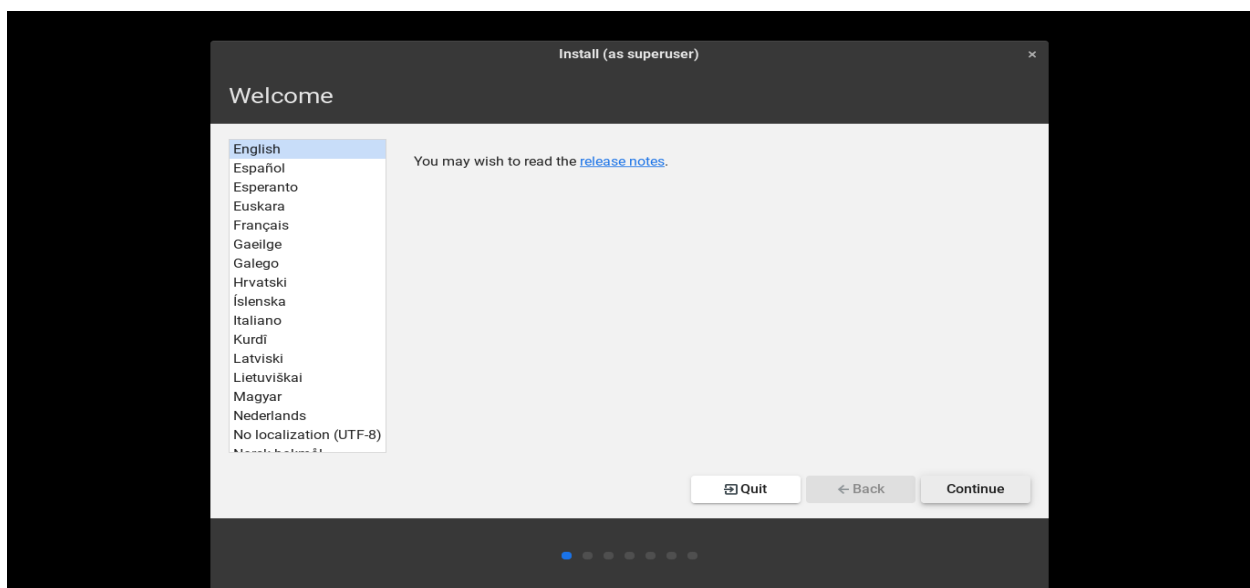 Install (as superuser)
×
Welcome
English
Español
Esperanto
Euskara
Français
Gaeilge
Galego
Hrvatski
Íslenska
Italiano
Kurdî
Latviski
Lietuviškai
Magyar
Nederlands
No localization (UTF-8)
You may wish to read the release notes.
Quit
← Back
Continue